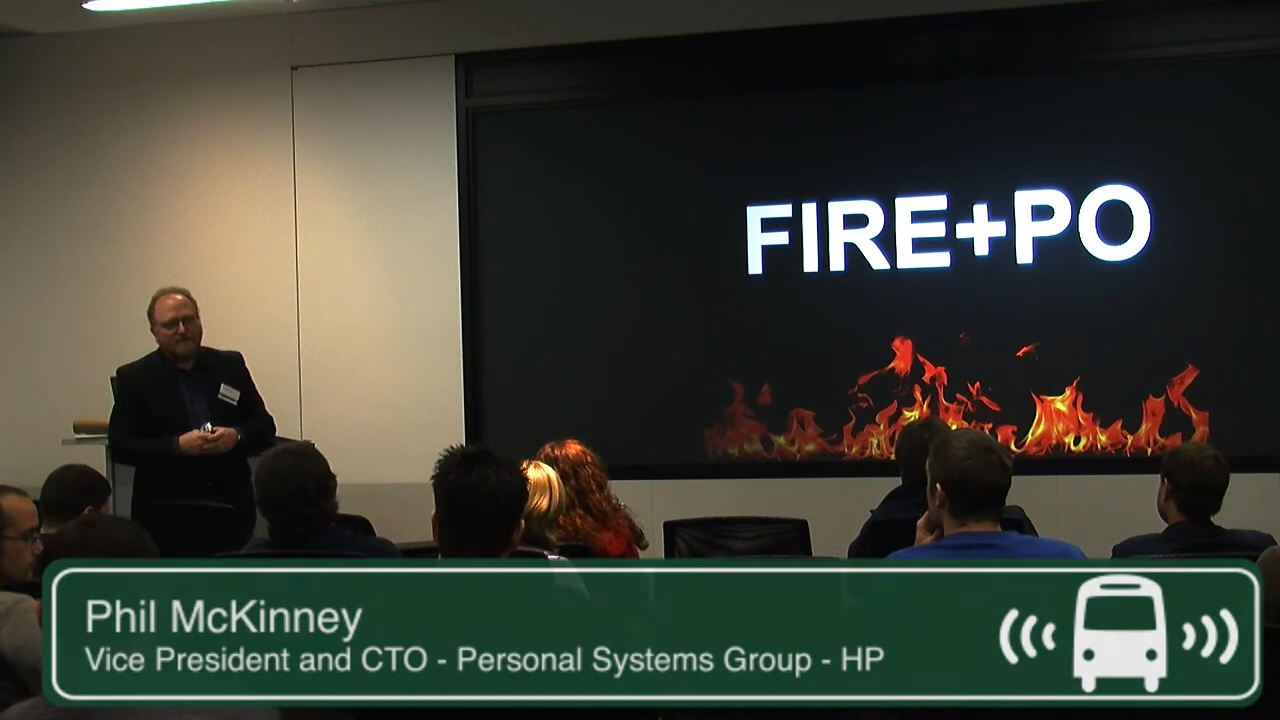 FIRE+PO
Phil McKinney
Vice President and CTO - Personal Systems Group - HP